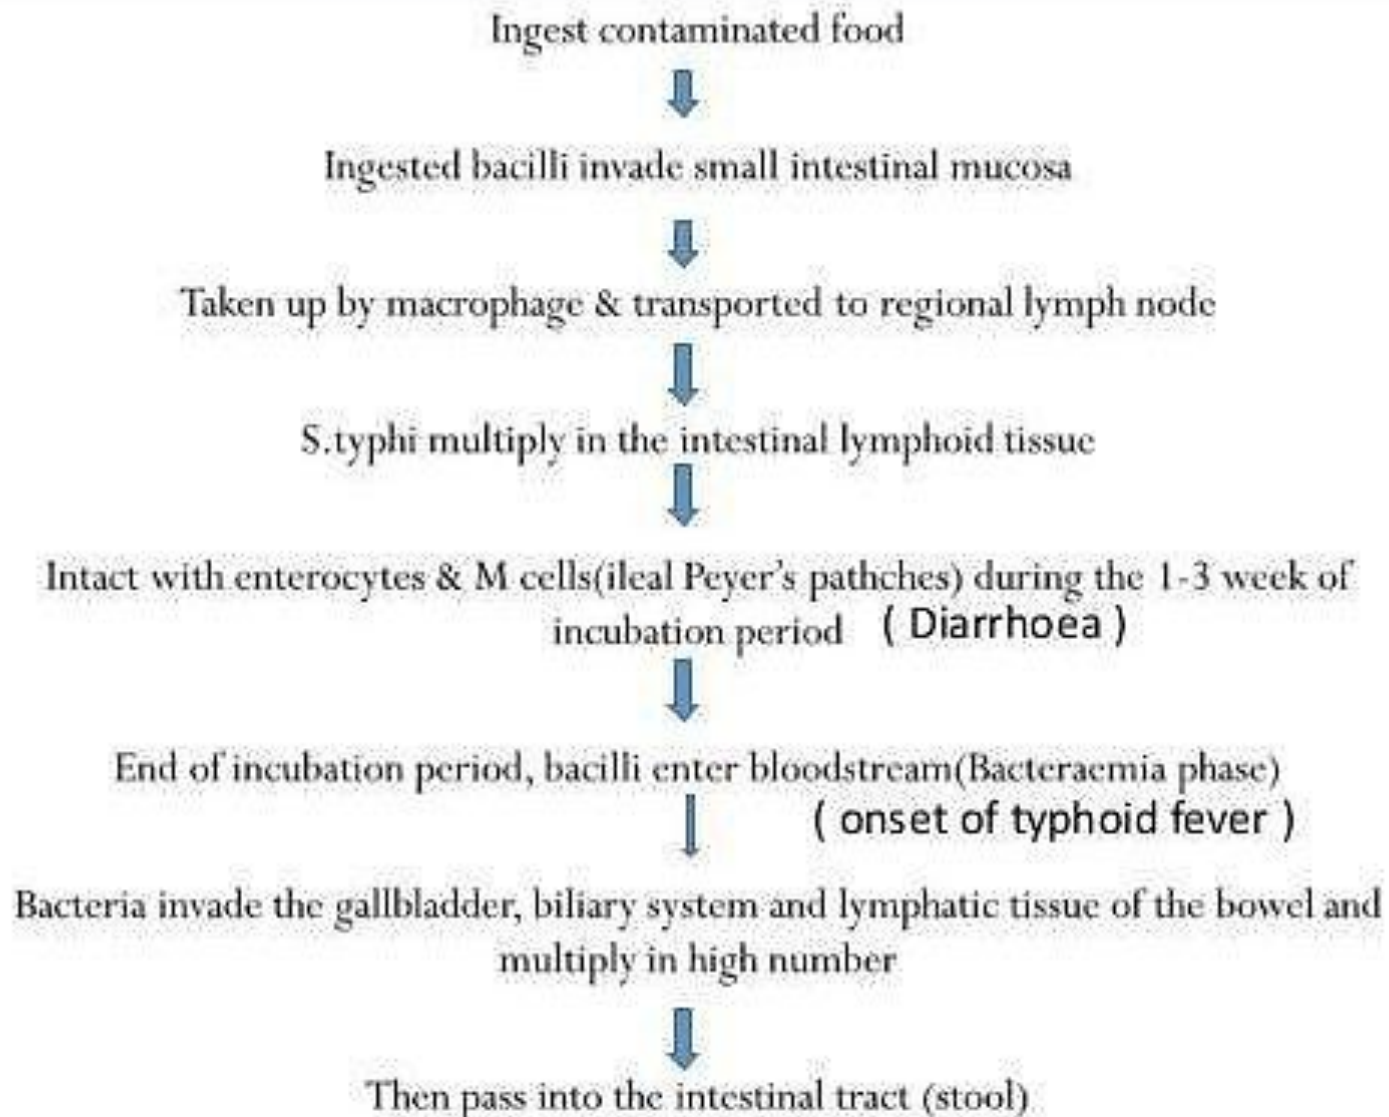 Ingest contaminated food
Ingested bacilli invade small intestinal mucosa
Taken up by macrophage & transported to regional lymph node
S.typhi multiply in the intestinal lymphoid tissue
Intact with enterocytes & M cells(ileal Peyer's pathches) during the 1-3 week of
incubation period ( Diarrhoea )
End of incubation period, bacilli enter bloodstream(Bacteraemia phase)
( onset of typhoid fever )
Bacteria invade the gallbladder, biliary system and lymphatic tissue of the bowel and
multiply in high number
Then pass into the intestinal tract (stool)